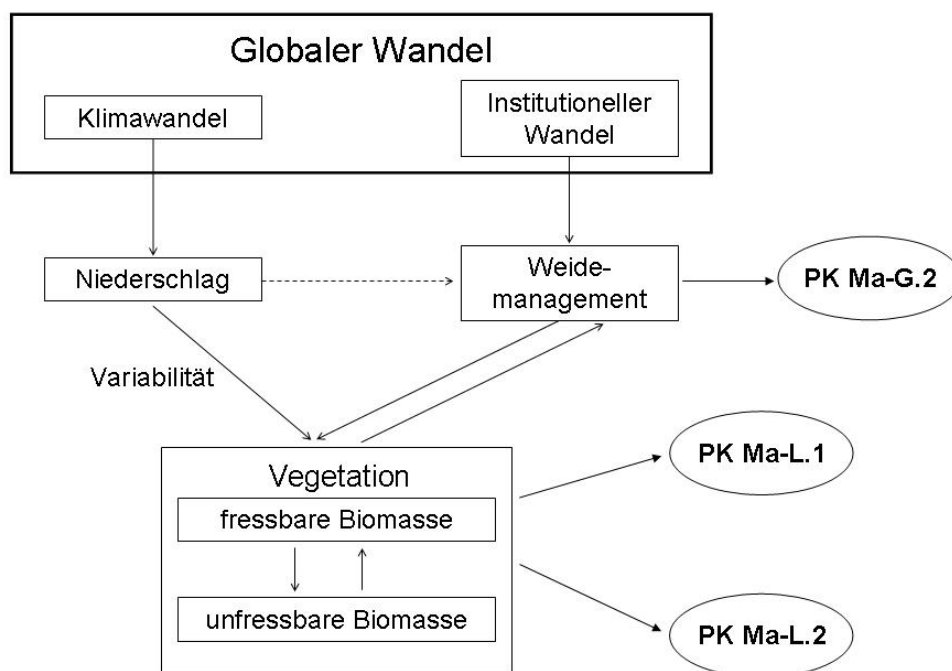 Globaler Wandel
Klimawandel
Institutioneller
Wandel
Niederschlag
Weide-
management
PK Ma-G.2
Variabilität
PK Ma-L.1
Vegetation
fressbare Biomasse
unfressbare Biomasse
PK Ma-L.2